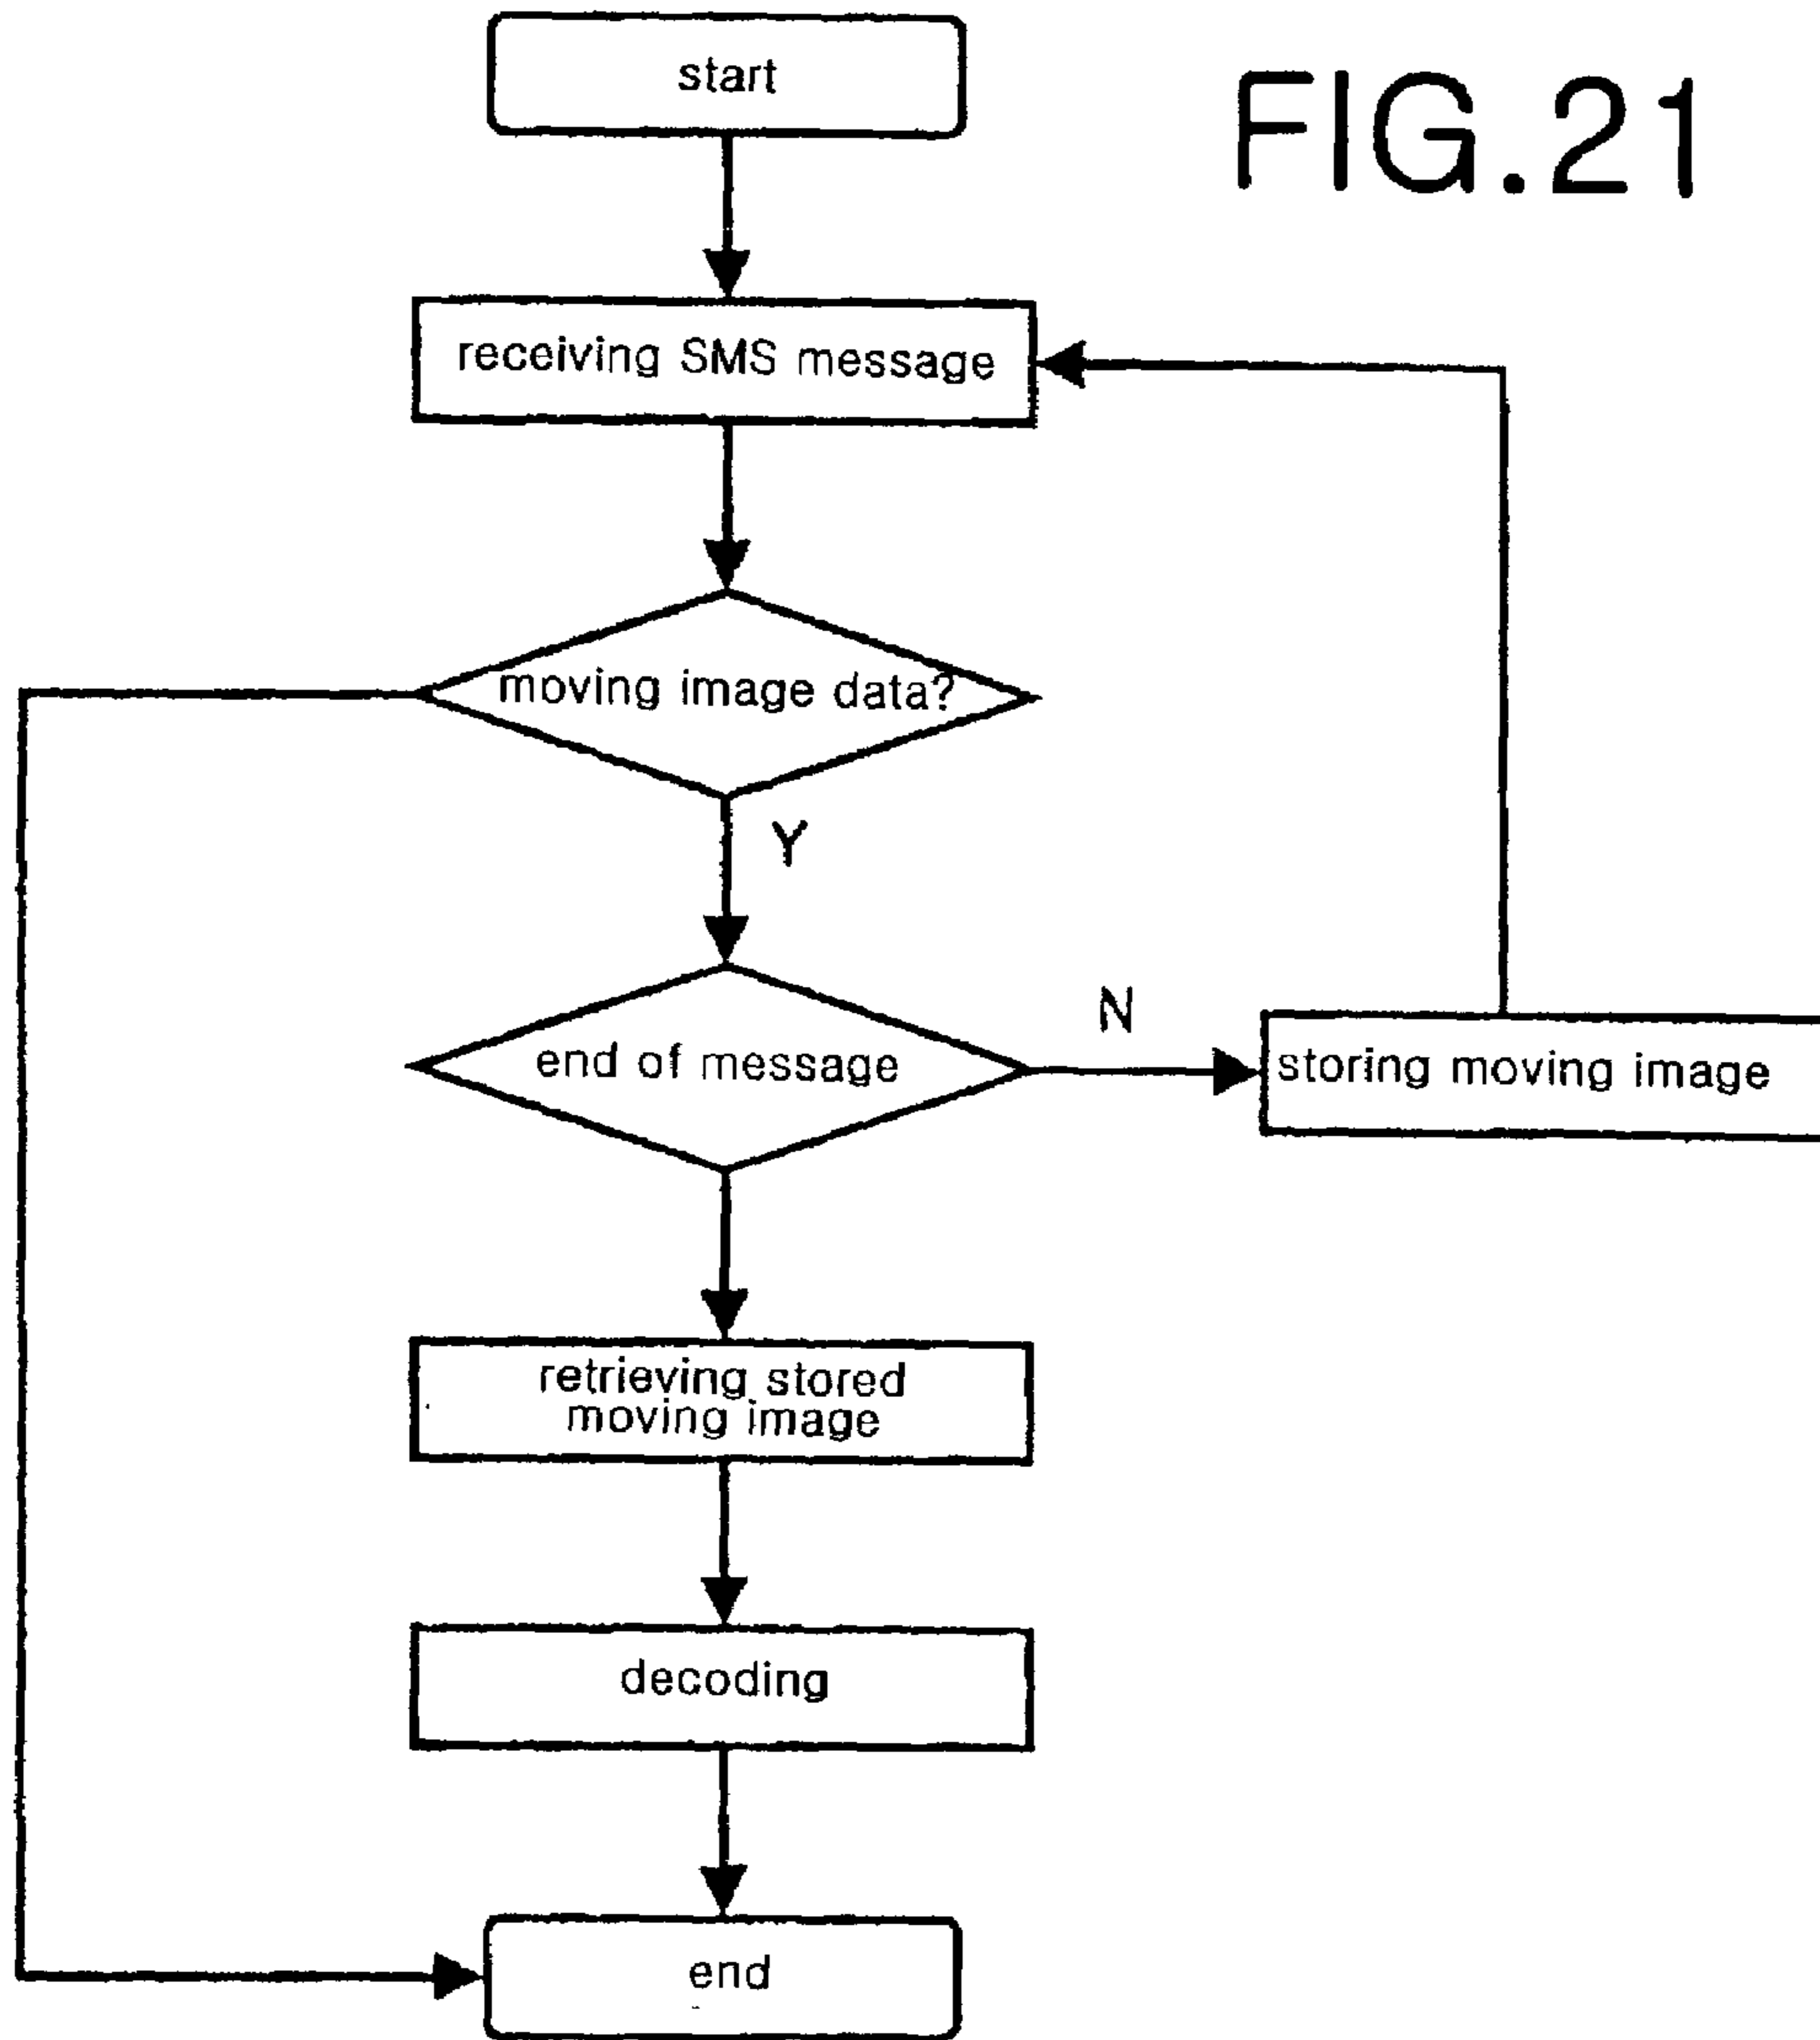 start
FIG.21
receiving SMS message
moving image data?
Y
end of message
N
storing moving image
retrieving stored
moving image
decoding
end